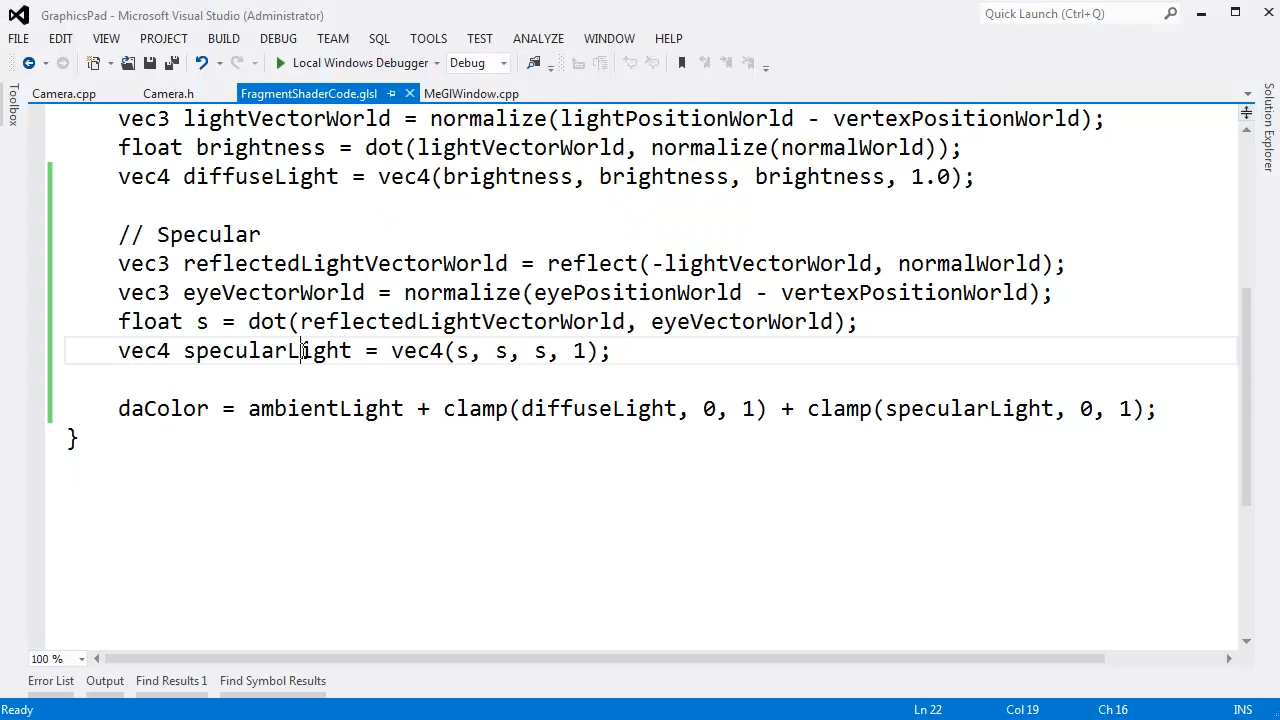 GraphicsPad - Microsoft Visual Studio (Administrator)
Quick Launch (Ctrl+Q)
FILE EDIT VIEW PROJECT BUILD DEBUG TEAM SQL TOOLS TEST ANALYZE WINDOW HELP
Local Windows Debugger Debug
Toolbox
Camera.cpp Camera.h FragmentShaderCode.glsl MeGlWindow.cpp
Solution Explorer
vec3 lightVectorWorld = normalize(lightPositionWorld - vertexPositionWorld);
float brightness = dot(lightVectorWorld, normalize(normalWorld));
vec4 diffuseLight = vec4(brightness, brightness, brightness, 1.0);
// Specular
vec3 reflectedLightVectorWorld = reflect(-lightVectorWorld, normalWorld);
vec3 eyeVectorWorld = normalize(eyePositionWorld - vertexPositionWorld);
float s = dot(reflectedLightVectorWorld, eyeVectorWorld);
vec4 specularLight = vec4(s, s, s, 1);
daColor = ambientLight + clamp(diffuseLight, 0, 1) + clamp(specularLight, 0, 1);
}
100 %
Error List Output Find Results 1 Find Symbol Results
Ready Ln 22 Col 19 Ch 16 INS